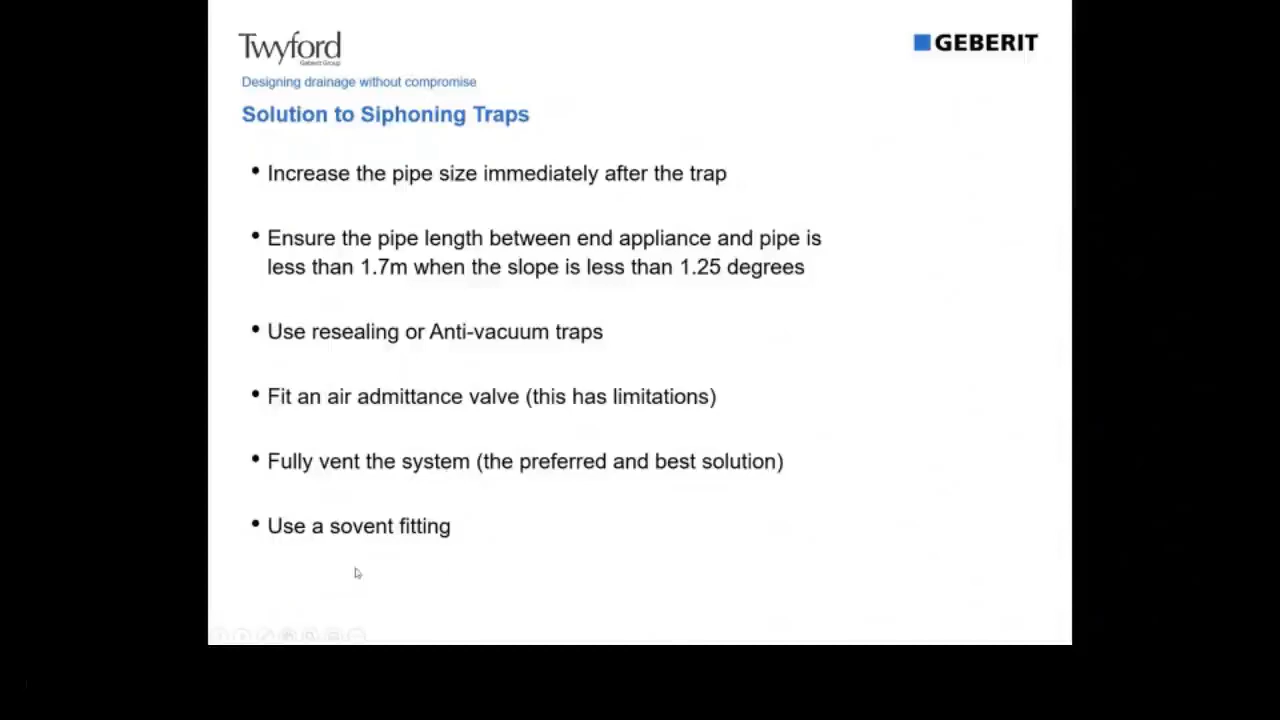 Twyford
Geberit Group
GEBERIT
Designing drainage without compromise
Solution to Siphoning Traps
• Increase the pipe size immediately after the trap
• Ensure the pipe length between end appliance and pipe is
less than 1.7m when the slope is less than 1.25 degrees
• Use resealing or Anti-vacuum traps
• Fit an air admittance valve (this has limitations)
• Fully vent the system (the preferred and best solution)
• Use a sovent fitting